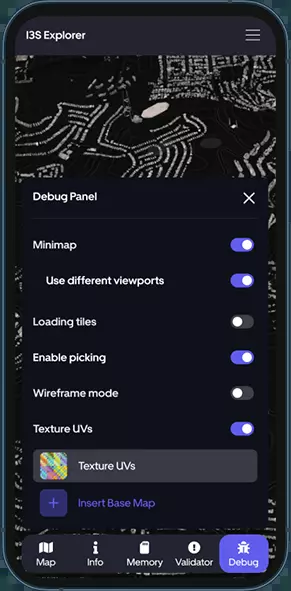 I3S Explorer
Debug Panel
Minimap
Use different viewports
Loading tiles
Enable picking
Wireframe mode
Texture UVs
Texture UVs
Insert Base Map
Map Info Memory Validator Debug